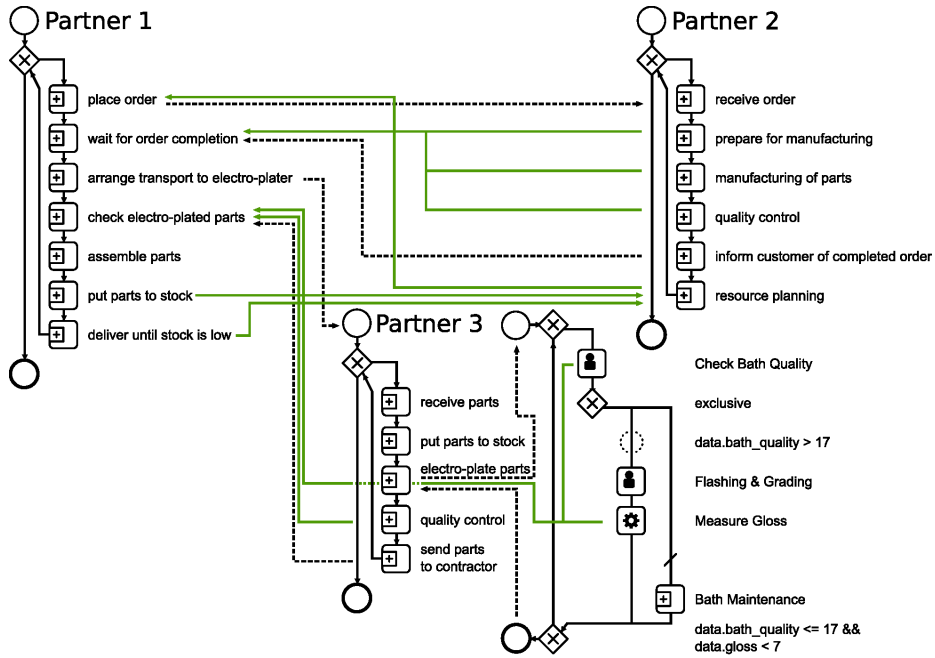 Partner 1
place order
wait for order completion
arrange transport to electro-plater
check electro-plated parts
assemble parts
put parts to stock
deliver until stock is low
Partner 2
receive order
prepare for manufacturing
manufacturing of parts
quality control
inform customer of completed order
resource planning
Partner 3
receive parts
put parts to stock
electro-plate parts
quality control
send parts
to contractor
Check Bath Quality
exclusive
data.bath_quality > 17
Flashing & Grading
Measure Gloss
Bath Maintenance
data.bath_quality <= 17 &&
data.gloss < 7